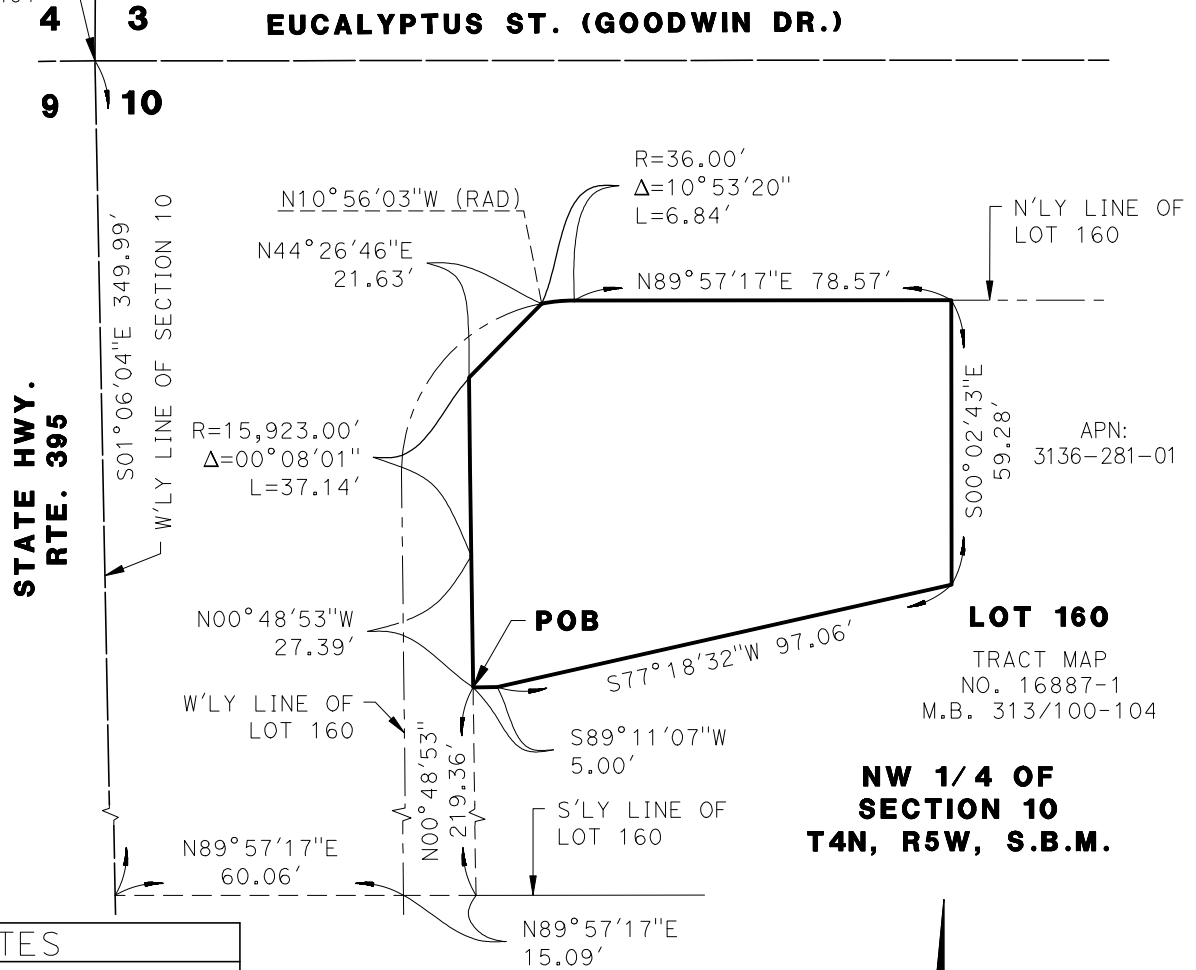 4
3
EUCALYPTUS ST. (GOODWIN DR.)
9
10
R=36.00'
Δ=10°53'20"
L=6.84'
N10°56'03"W (RAD)
N'LY LINE OF
LOT 160
N44°26'46"E
21.63'
N89°57'17"E 78.57'
S01°06'04"E 349.99'
W'LY LINE OF SECTION 10
STATE HWY.
RTE. 395
R=15,923.00'
Δ=00°08'01"
L=37.14'
S00°02'43"E
59.28'
APN:
3136-281-01
N00°48'53"W
27.39'
POB
LOT 160
S77°18'32"W 97.06'
TRACT MAP
NO. 16887-1
M.B. 313/100-104
W'LY LINE OF
LOT 160
S89°11'07"W
5.00'
N00°48'53"
219.36'
NW 1/4 OF
SECTION 10
T4N, R5W, S.B.M.
S'LY LINE OF
LOT 160
N89°57'17"E
60.06'
N89°57'17"E
15.09'
TES